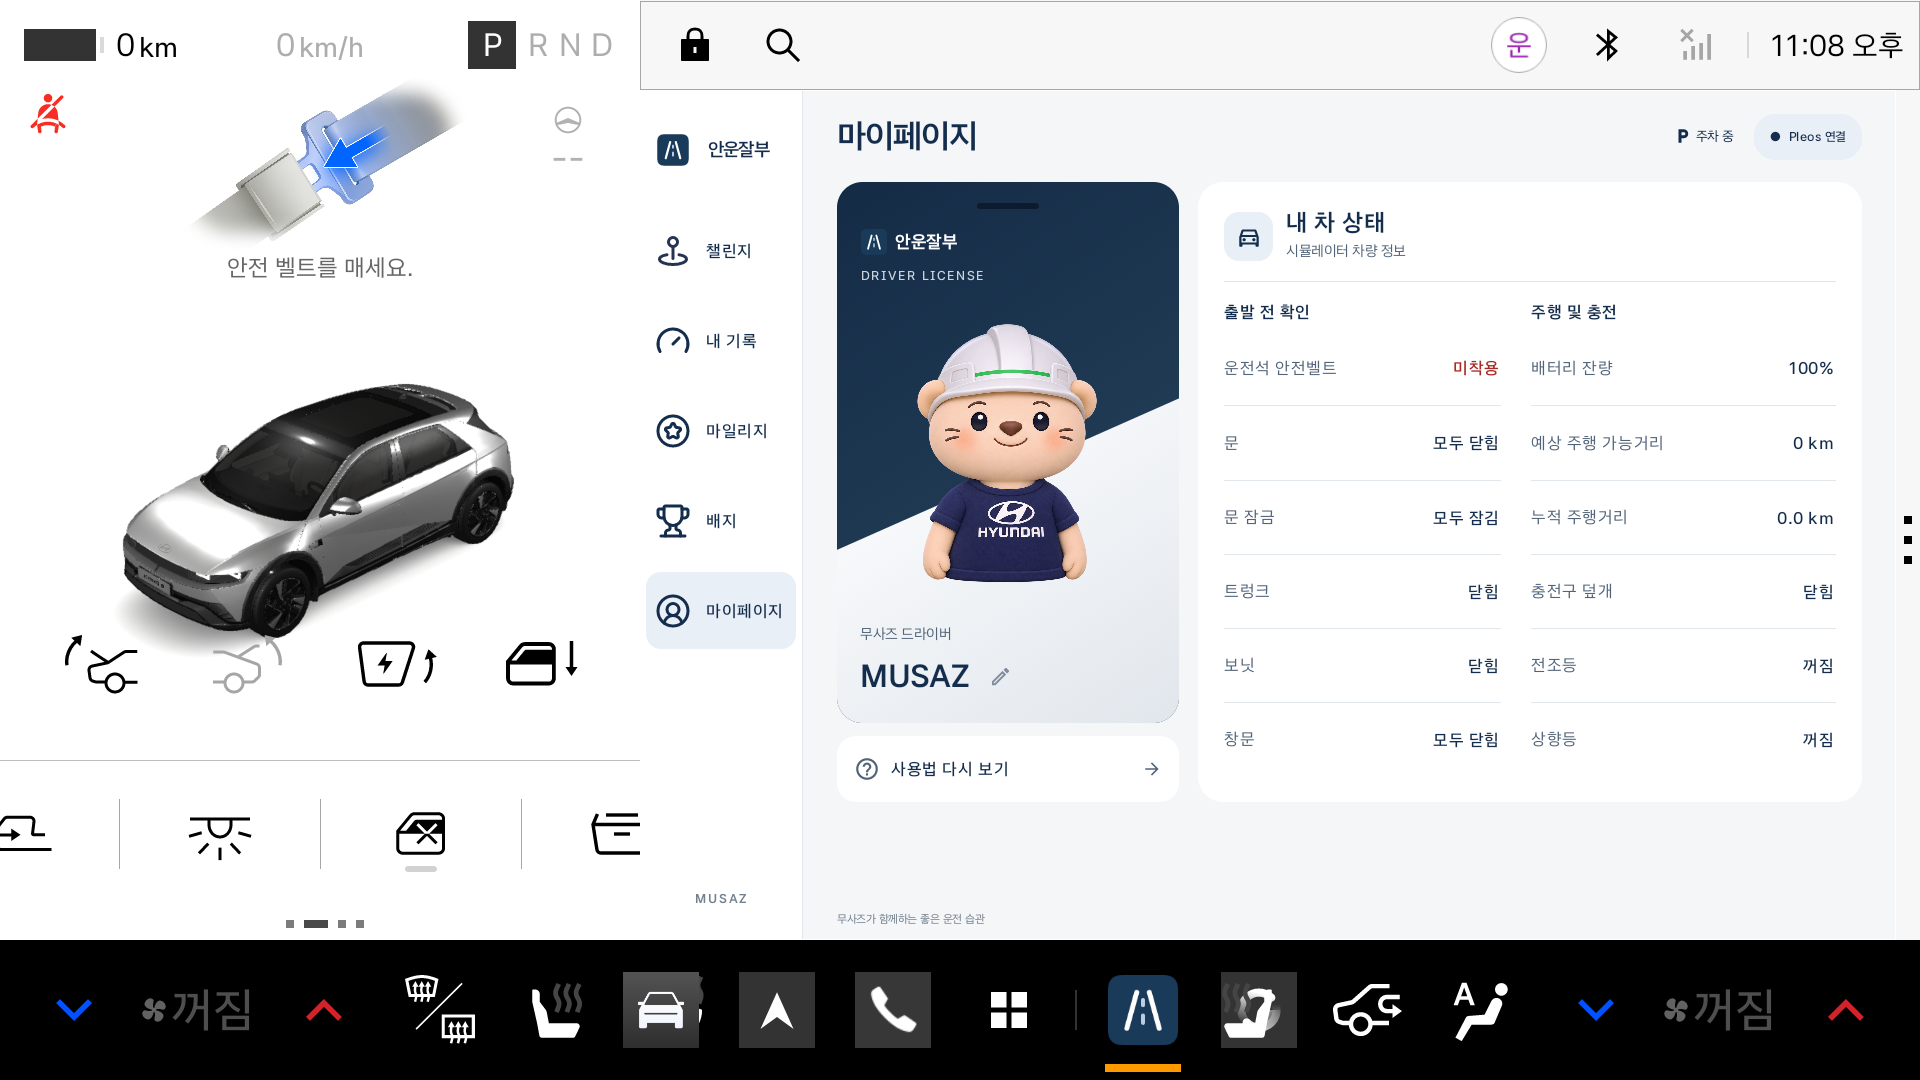 0 km
0 km/h
P R N D
운
11:08 오후
안전 벨트를 매세요.
안운잘부
챌린지
내 기록
마일리지
배지
마이페이지
MUSAZ
마이페이지
P 주차 중
Pleos 연결
안운잘부
DRIVER LICENSE
HYUNDAI
무사즈 드라이버
MUSAZ
사용법 다시 보기
내 차 상태
시뮬레이터 차량 정보
출발 전 확인
운전석 안전벨트 미착용
문 모두 닫힘
문 잠금 모두 잠김
트렁크 닫힘
보닛 닫힘
창문 모두 닫힘
주행 및 충전
배터리 잔량 100%
예상 주행 가능거리 0 km
누적 주행거리 0.0 km
충전구 덮개 닫힘
전조등 꺼짐
상향등 꺼짐
무사즈가 함께하는 좋은 운전 습관
꺼짐
A
꺼짐